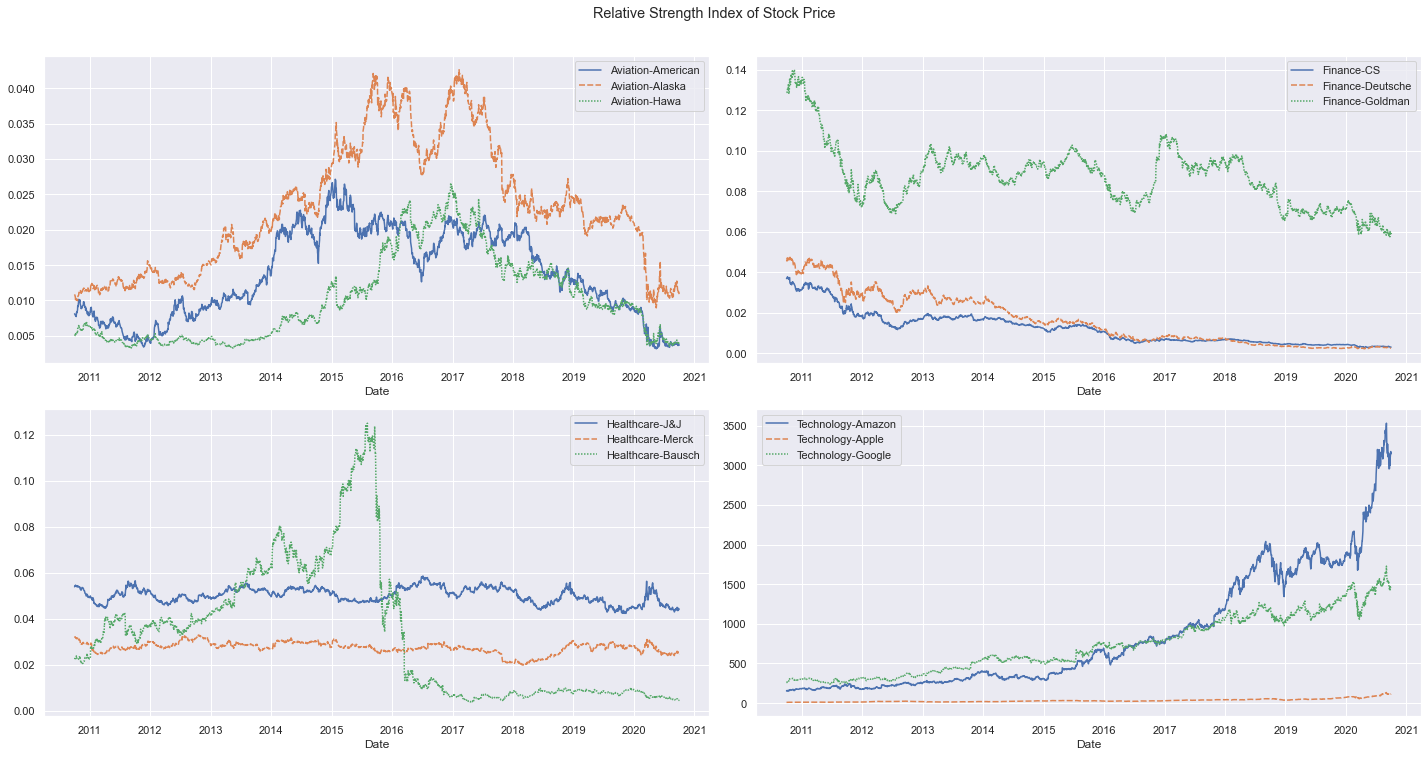 Relative Strength Index of Stock Price
Aviation-American
Aviation-Alaska
Aviation-Hawa
0.040
0.035
0.030
0.025
0.020
0.015
0.010
0.005
2011 2012 2013 2014 2015 2016 2017 2018 2019 2020 2021
Date
Finance-CS
Finance-Deutsche
Finance-Goldman
0.14
0.12
0.10
0.08
0.06
0.04
0.02
0.00
2011 2012 2013 2014 2015 2016 2017 2018 2019 2020 2021
Date
Healthcare-J&J
Healthcare-Merck
Healthcare-Bausch
0.12
0.10
0.08
0.06
0.04
0.02
0.00
2011 2012 2013 2014 2015 2016 2017 2018 2019 2020 2021
Date
Technology-Amazon
Technology-Apple
Technology-Google
3500
3000
2500
2000
1500
1000
500
0
2011 2012 2013 2014 2015 2016 2017 2018 2019 2020 2021
Date